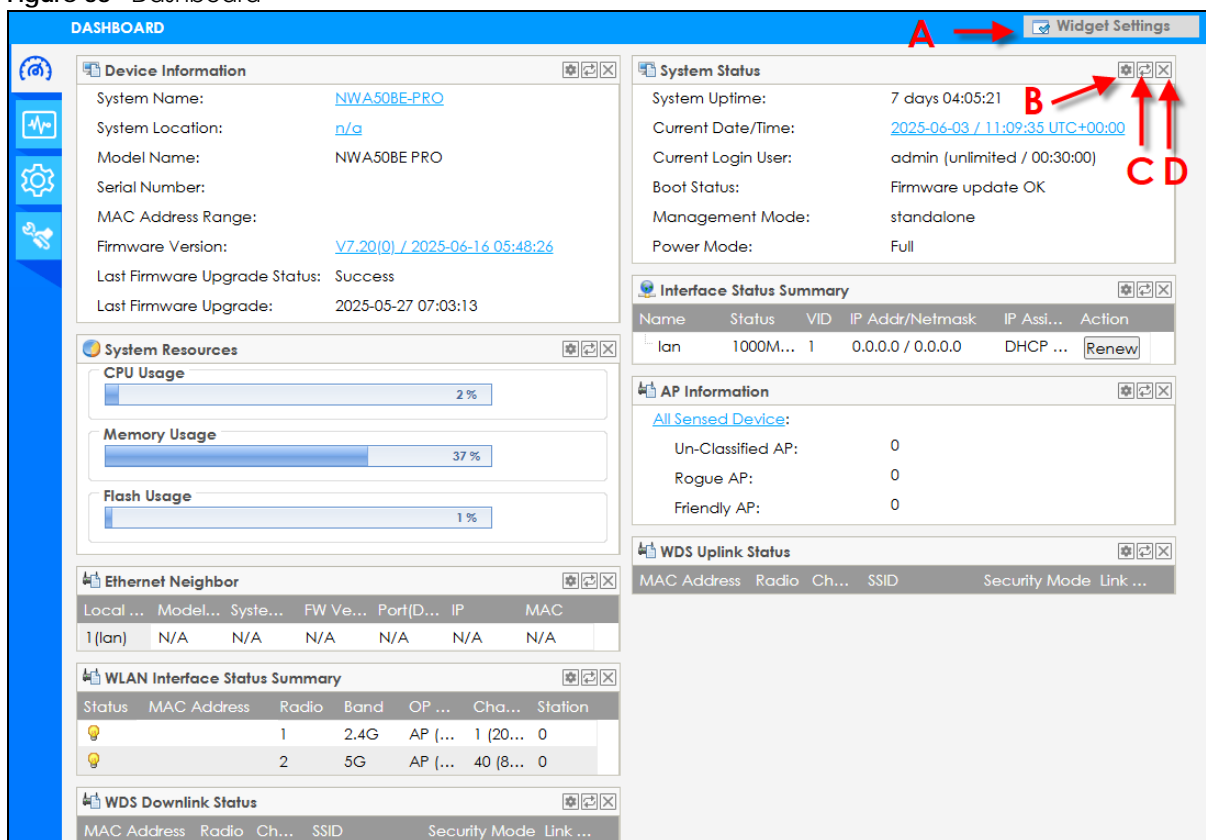 DASHBOARD
A
Widget Settings
Device Information
System Name: NWA50BE-PRO
System Location: n/a
Model Name: NWA50BE PRO
Serial Number:
MAC Address Range:
Firmware Version: V7.20(0) / 2025-06-16 05:48:26
Last Firmware Upgrade Status: Success
Last Firmware Upgrade: 2025-05-27 07:03:13
System Resources
CPU Usage
2 %
Memory Usage
37 %
Flash Usage
1 %
Ethernet Neighbor
Local ... Model... Syste... FW Ve... Port(D... IP MAC
1(lan) N/A N/A N/A N/A N/A N/A
WLAN Interface Status Summary
Status MAC Address Radio Band OP ... Cha... Station
1 2.4G AP (... 1 (20... 0
2 5G AP (... 40 (8... 0
WDS Downlink Status
MAC Address Radio Ch... SSID Security Mode Link ...
System Status
System Uptime: 7 days 04:05:21
B
Current Date/Time: 2025-06-03 / 11:09:35 UTC+00:00
Current Login User: admin (unlimited / 00:30:00)
C D
Boot Status: Firmware update OK
Management Mode: standalone
Power Mode: Full
Interface Status Summary
Name Status VID IP Addr/Netmask IP Assi... Action
lan 1000M... 1 0.0.0.0 / 0.0.0.0 DHCP ... Renew
AP Information
All Sensed Device:
Un-Classified AP: 0
Rogue AP: 0
Friendly AP: 0
WDS Uplink Status
MAC Address Radio Ch... SSID Security Mode Link ...